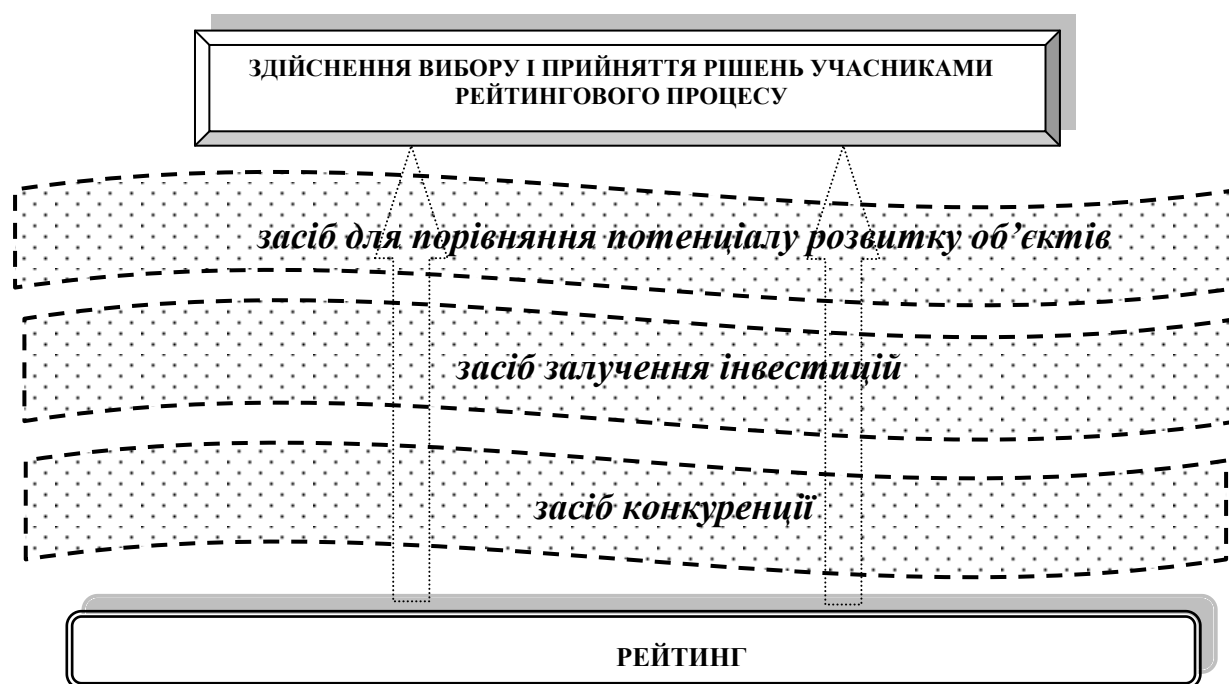 ЗДІЙСНЕННЯ ВИБОРУ І ПРИЙНЯТТЯ РІШЕНЬ УЧАСНИКАМИ
РЕЙТИНГОВОГО ПРОЦЕСУ
засіб для порівняння потенціалу розвитку об’єктів
засіб залучення інвестицій
засіб конкуренції
РЕЙТИНГ